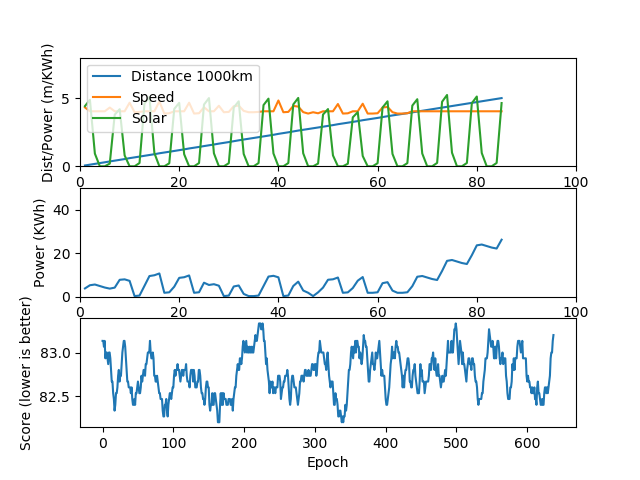 Dist/Power (m/KWh)
5
0
Distance 1000km
Speed
Solar
0 20 40 60 80 100
Power (KWh)
40
20
0
0 20 40 60 80 100
Score (lower is better)
83.0
82.5
0 100 200 300 400 500 600
Epoch